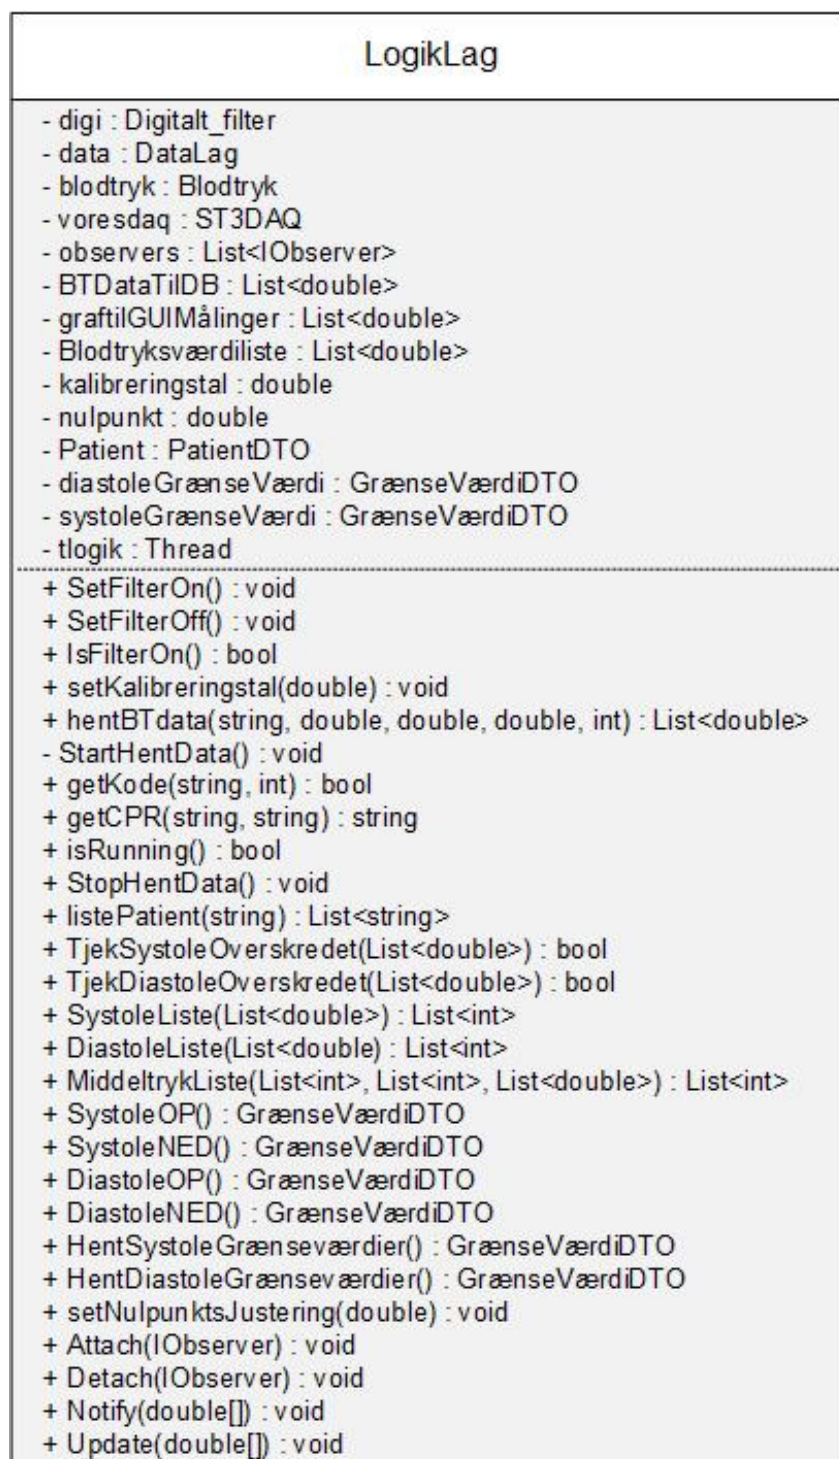 LogikLag
- digi : Digitalt_filter
- data : DataLag
- blodtryk : Blodtryk
- voresdaq : ST3DAQ
- observers : List<IObserver>
- BTDataTilDB : List<double>
- graftilGUIMålinger : List<double>
- Blodtryksværdiliste : List<double>
- kalibreringstal : double
- nulpunkt : double
- Patient : PatientDTO
- diastoleGrænseVærdi : GrænseVærdiDTO
- systoleGrænseVærdi : GrænseVærdiDTO
- tlogik : Thread
+ SetFilterOn() : void
+ SetFilterOff() : void
+ IsFilterOn() : bool
+ setKalibreringstal(double) : void
+ hentBTdata(string, double, double, double, int) : List<double>
- StartHentData() : void
+ getKode(string, int) : bool
+ getCPR(string, string) : string
+ isRunning() : bool
+ StopHentData() : void
+ listePatient(string) : List<string>
+ TjekSystoleOverskredet(List<double>) : bool
+ TjekDiastoleOverskredet(List<double>) : bool
+ SystoleListe(List<double>) : List<int>
+ DiastoleListe(List<double) : List<int>
+ MiddeltrykListe(List<int>, List<int>, List<double>) : List<int>
+ SystoleOP() : GrænseVærdiDTO
+ SystoleNED() : GrænseVærdiDTO
+ DiastoleOP() : GrænseVærdiDTO
+ DiastoleNED() : GrænseVærdiDTO
+ HentSystoleGrænseværdier() : GrænseVærdiDTO
+ HentDiastoleGrænseværdier() : GrænseVærdiDTO
+ setNulpunktsJustering(double) : void
+ Attach(IObserver) : void
+ Detach(IObserver) : void
+ Notify(double[]) : void
+ Update(double[]) : void